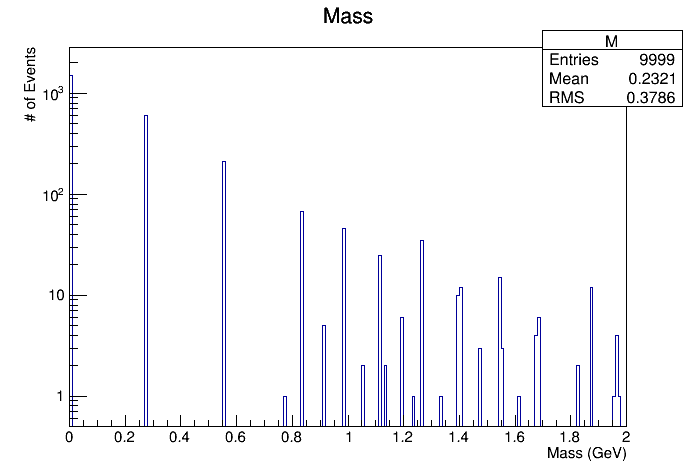 Mass
M
Entries 9999
Mean 0.2321
RMS 0.3786
# of Events
10³
10²
10
1
0 0.2 0.4 0.6 0.8 1 1.2 1.4 1.6 1.8 2
Mass (GeV)